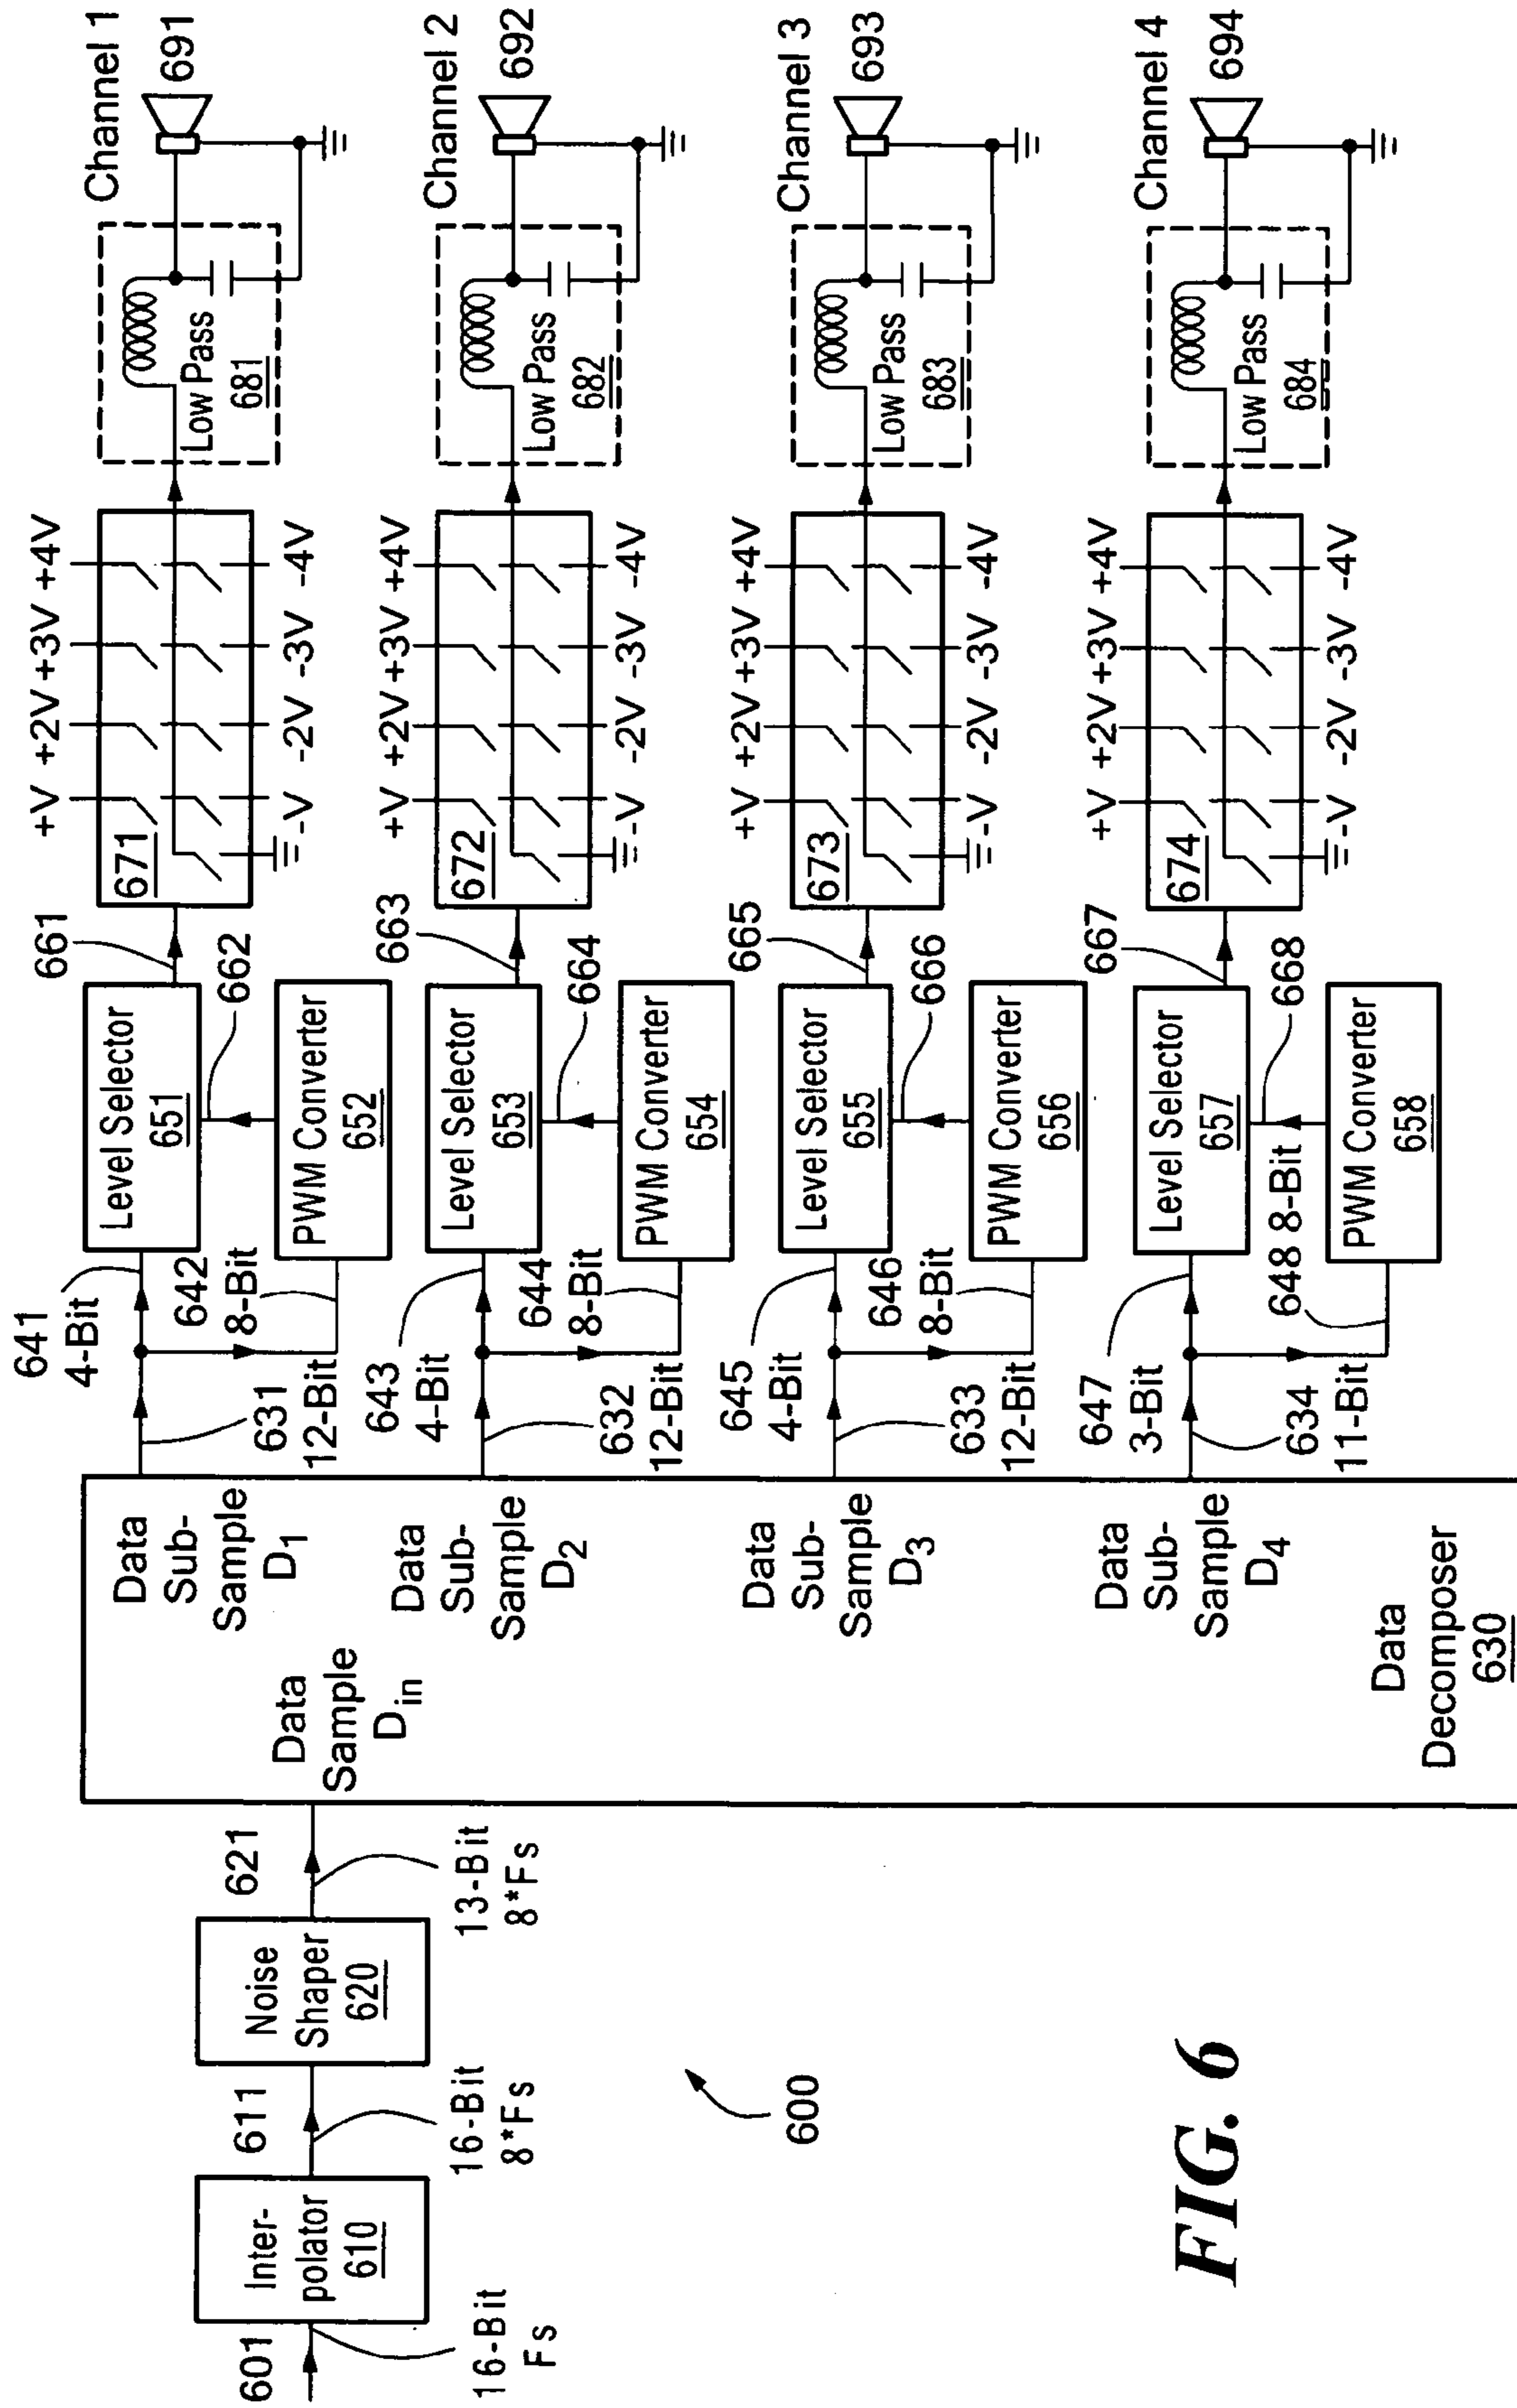 601
16-Bit
Fs
Inter-
polator
610
611
16-Bit
8*Fs
Noise
Shaper
620
621
13-Bit
8*Fs
Data
Sample
Din
Data
Decomposer
630
Data
Sub-
Sample
D1
Data
Sub-
Sample
D2
Data
Sub-
Sample
D3
Data
Sub-
Sample
D4
631
12-Bit
641
4-Bit
642
8-Bit
Level Selector
651
PWM Converter
652
661
662
671
+V +2V +3V +4V
-V -2V -3V -4V
Low Pass
681
Channel 1
691
632
12-Bit
643
4-Bit
644
8-Bit
Level Selector
653
PWM Converter
654
663
664
672
+V +2V +3V +4V
-V -2V -3V -4V
Low Pass
682
Channel 2
692
633
12-Bit
645
4-Bit
646
8-Bit
Level Selector
655
PWM Converter
656
665
666
673
+V +2V +3V +4V
-V -2V -3V -4V
Low Pass
683
Channel 3
693
634
11-Bit
647
3-Bit
648 8-Bit
Level Selector
657
PWM Converter
658
667
668
674
+V +2V +3V +4V
-V -2V -3V -4V
Low Pass
684
Channel 4
694
600
FIG. 6